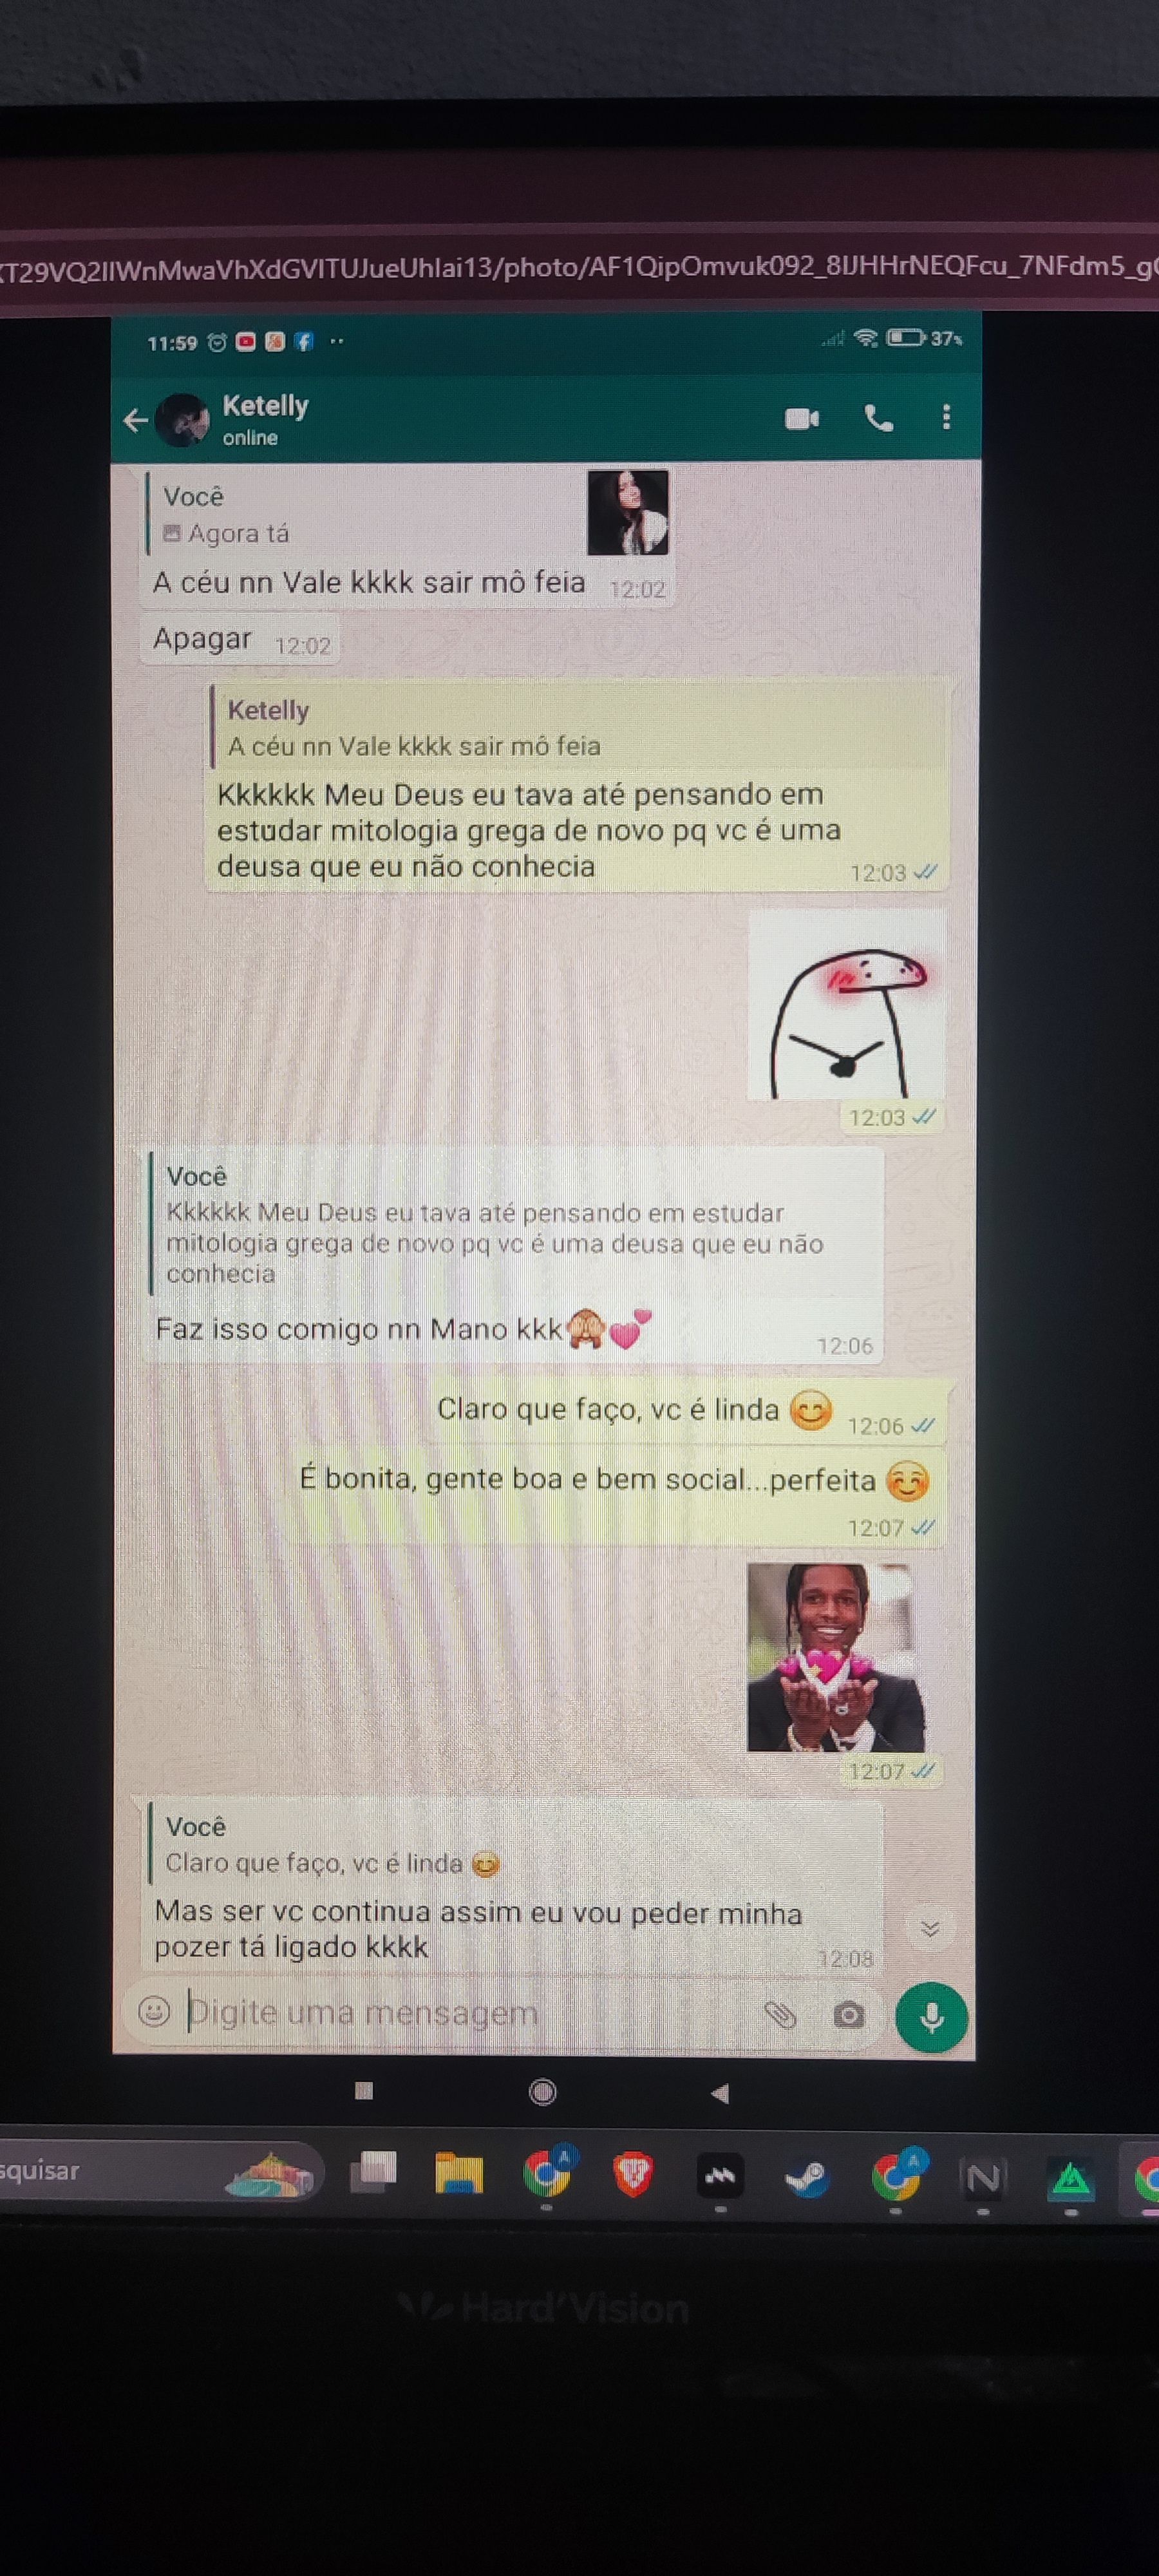 11:59
37%
Ketelly
online
Você
Agora tá
A céu nn Vale kkkk sair mô feia 12:02
Apagar 12:02
Ketelly
A céu nn Vale kkkk sair mô feia
Kkkkkk Meu Deus eu tava até pensando em
estudar mitologia grega de novo pq vc é uma
deusa que eu não conhecia 12:03
12:03
Você
Kkkkkk Meu Deus eu tava até pensando em estudar
mitologia grega de novo pq vc é uma deusa que eu não
conhecia
Faz isso comigo nn Mano kkk🙈💕 12:06
Claro que faço, vc é linda 😊 12:06
É bonita, gente boa e bem social...perfeita ☺️
12:07
12:07
Você
Claro que faço, vc é linda 😊
Mas ser vc continua assim eu vou peder minha
pozer tá ligado kkkk 12:08
Digite uma mensagem
squisar
Hard'Vision